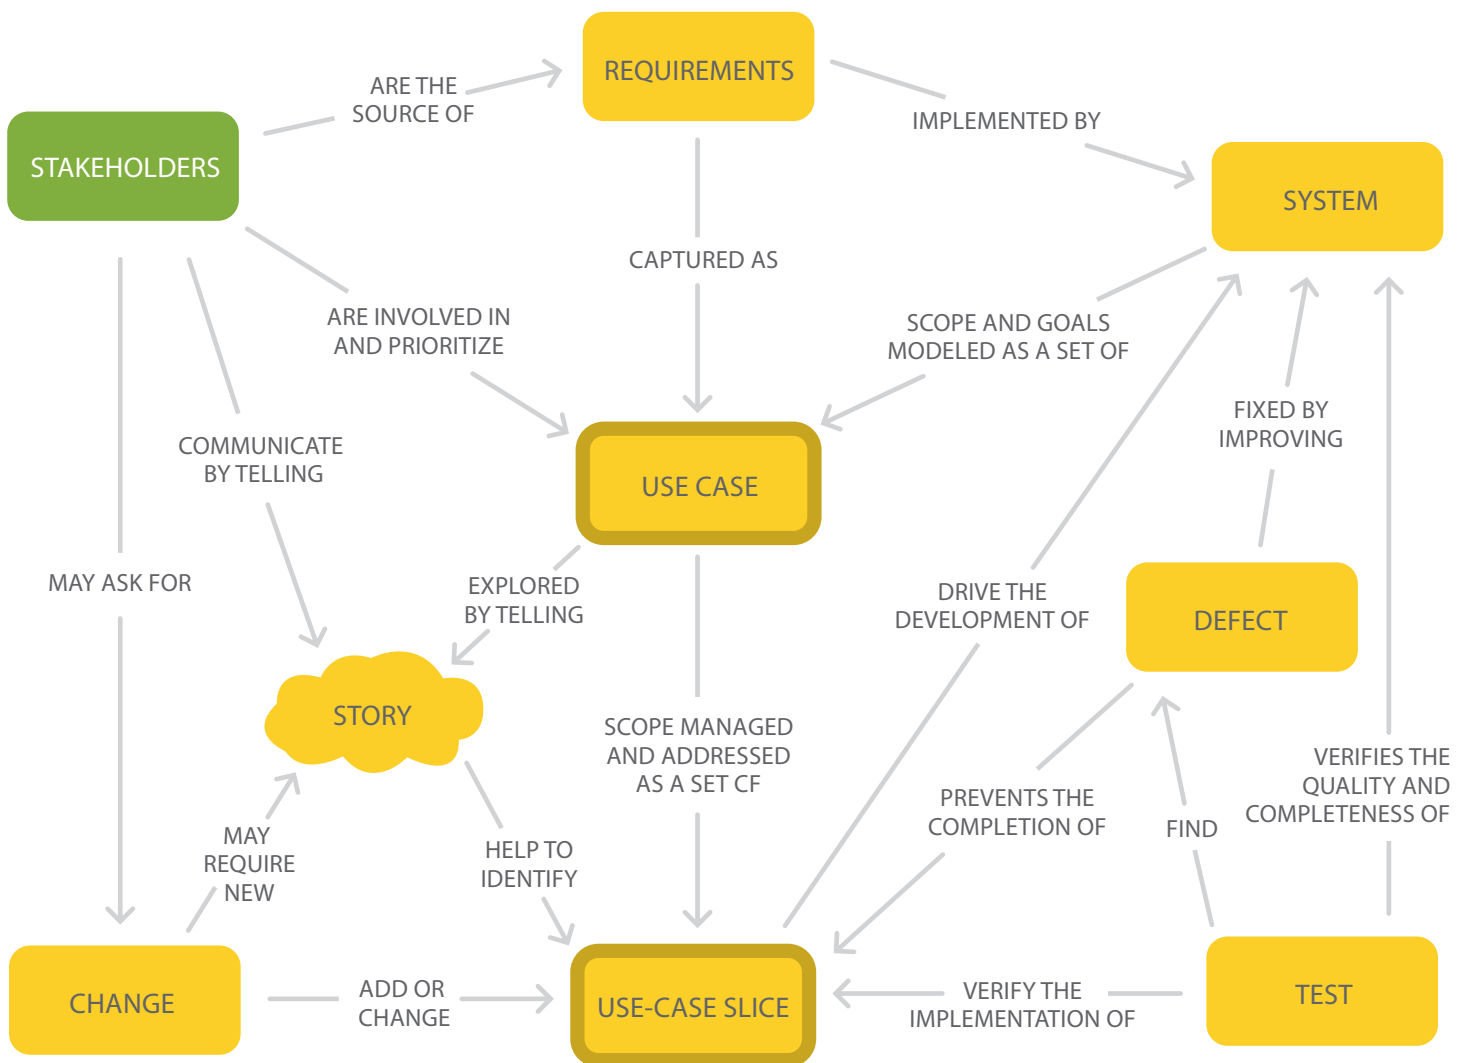 REQUIREMENTS
ARE THE
SOURCE OF
IMPLEMENTED BY
STAKEHOLDERS
SYSTEM
CAPTURED AS
ARE INVOLVED IN
AND PRIORITIZE
SCOPE AND GOALS
MODELED AS A SET OF
FIXED BY
IMPROVING
COMMUNICATE
BY TELLING
USE CASE
MAY ASK FOR
EXPLORED
BY TELLING
DRIVE THE
DEVELOPMENT OF
DEFECT
STORY
SCOPE MANAGED
AND ADDRESSED
AS A SET CF
VERIFIES THE
QUALITY AND
COMPLETENESS OF
PREVENTS THE
COMPLETION OF
FIND
MAY
REQUIRE
NEW
HELP TO
IDENTIFY
CHANGE
ADD OR
CHANGE
USE-CASE SLICE
VERIFY THE
IMPLEMENTATION OF
TEST